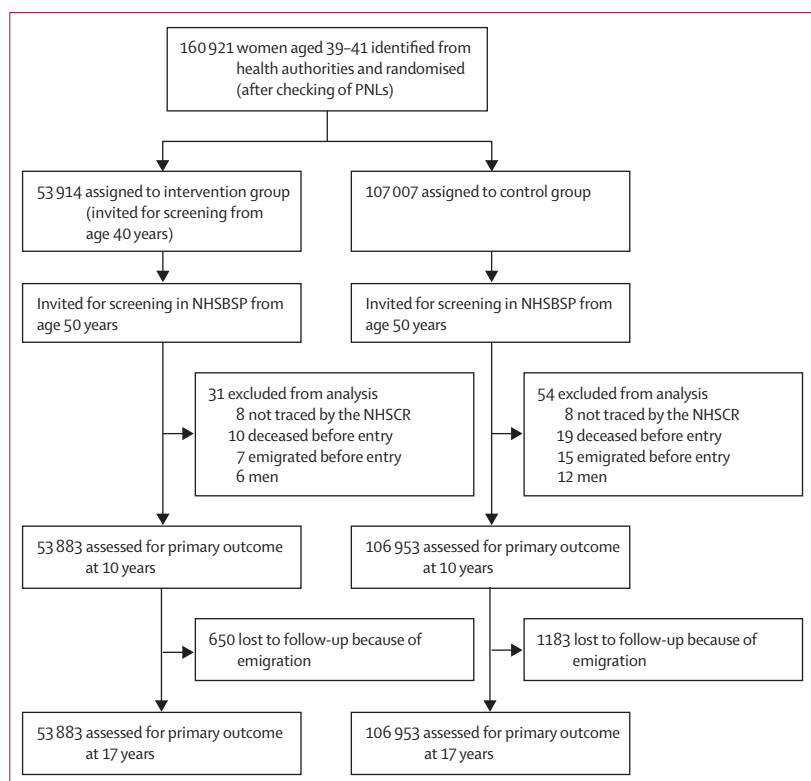 160 921 women aged 39–41 identified from
health authorities and randomised
(after checking of PNLs)
53 914 assigned to intervention group
(invited for screening from
age 40 years)
107 007 assigned to control group
Invited for screening in NHSBSP from
age 50 years
Invited for screening in NHSBSP from
age 50 years
31 excluded from analysis
8 not traced by the NHSCR
10 deceased before entry
7 emigrated before entry
6 men
54 excluded from analysis
8 not traced by the NHSCR
19 deceased before entry
15 emigrated before entry
12 men
53 883 assessed for primary outcome
at 10 years
106 953 assessed for primary outcome
at 10 years
650 lost to follow-up because of
emigration
1183 lost to follow-up because of
emigration
53 883 assessed for primary outcome
at 17 years
106 953 assessed for primary outcome
at 17 years